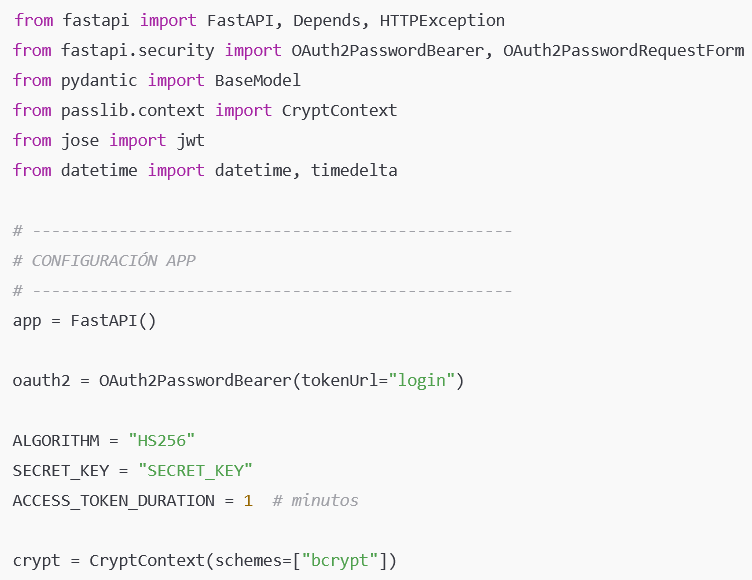 from fastapi import FastAPI, Depends, HTTPException
from fastapi.security import OAuth2PasswordBearer, OAuth2PasswordRequestForm
from pydantic import BaseModel
from passlib.context import CryptContext
from jose import jwt
from datetime import datetime, timedelta
# --------------------------------------------------
# CONFIGURACIÓN APP
# --------------------------------------------------
app = FastAPI()
oauth2 = OAuth2PasswordBearer(tokenUrl="login")
ALGORITHM = "HS256"
SECRET_KEY = "SECRET_KEY"
ACCESS_TOKEN_DURATION = 1  # minutos
crypt = CryptContext(schemes=["bcrypt"])